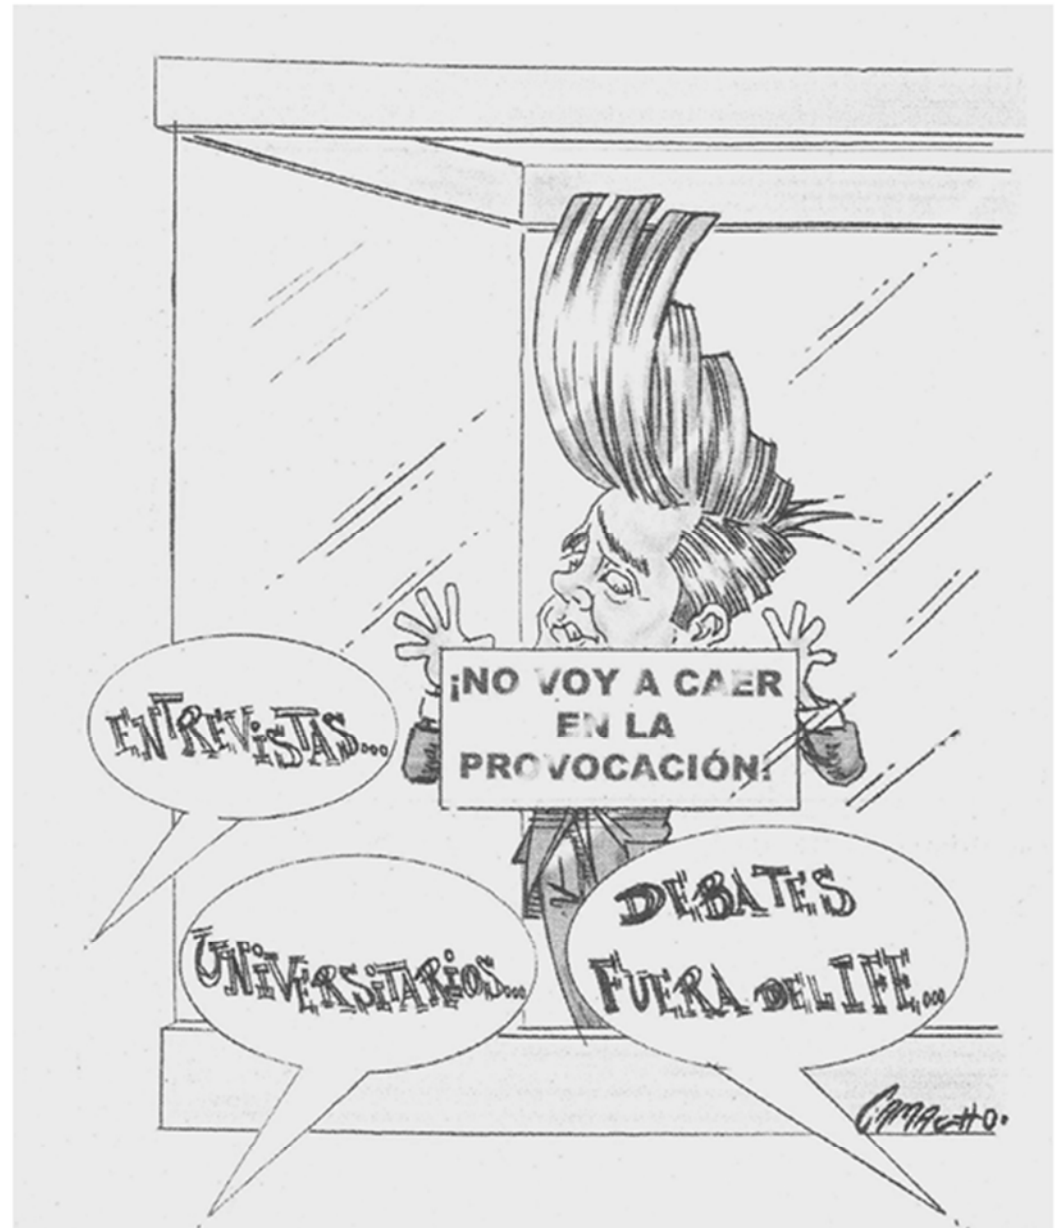 ¡NO VOY A CAER
EN LA
PROVOCACIÓN!
ENTREVISTAS...
UNIVERSITARIOS...
DEBATES
FUERA DEL IFE...
CAMACHO.